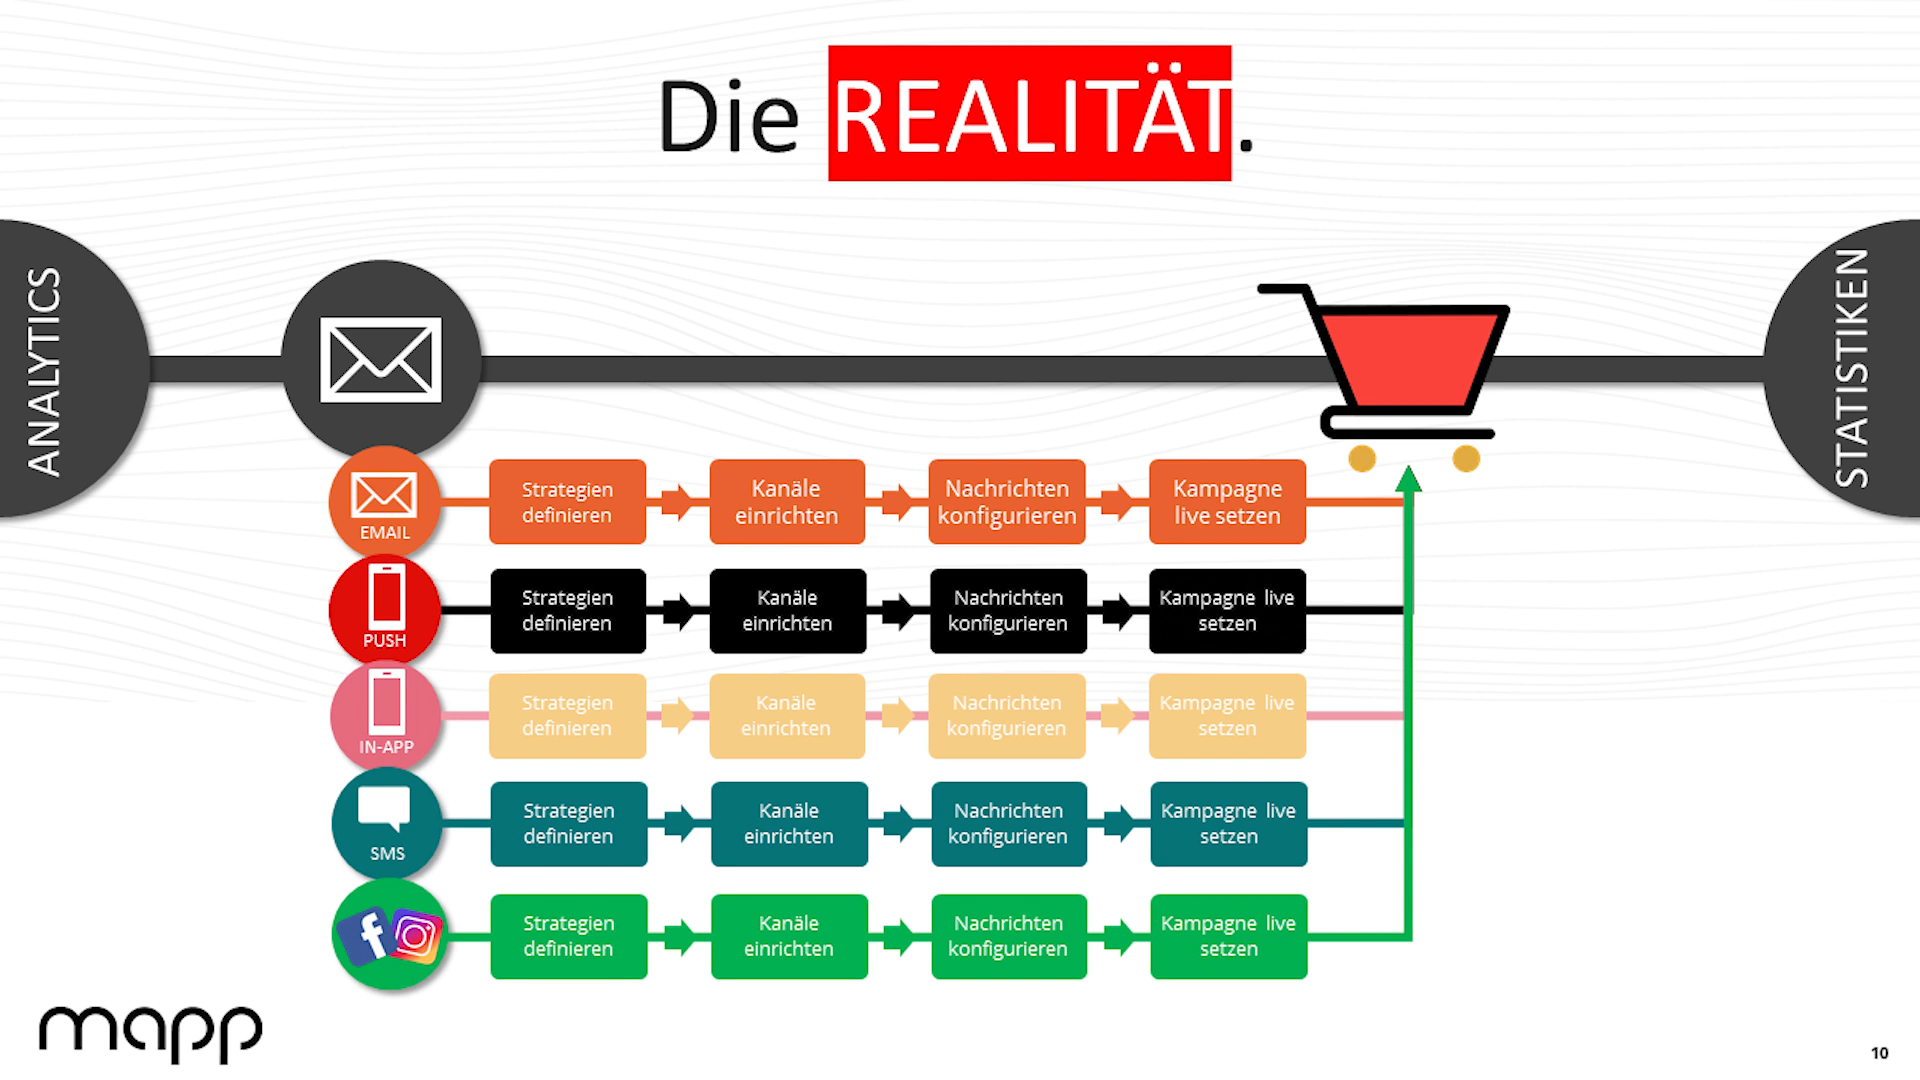 Die REALITÄT.
ANALYTICS
STATISTIKEN
EMAIL
Strategien
definieren
Kanäle
einrichten
Nachrichten
konfigurieren
Kampagne
live setzen
PUSH
Strategien
definieren
Kanäle
einrichten
Nachrichten
konfigurieren
Kampagne live
setzen
IN-APP
Strategien
definieren
Kanäle
einrichten
Nachrichten
konfigurieren
Kampagne live
setzen
SMS
Strategien
definieren
Kanäle
einrichten
Nachrichten
konfigurieren
Kampagne live
setzen
f
Strategien
definieren
Kanäle
einrichten
Nachrichten
konfigurieren
Kampagne live
setzen
mapp
10